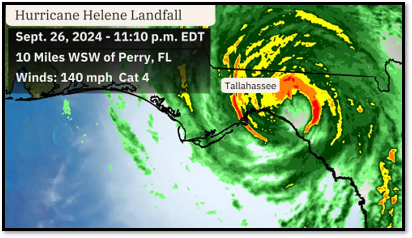 Hurricane Helene Landfall
Sept. 26, 2024 - 11:10 p.m. EDT
10 Miles WSW of Perry, FL
Winds: 140 mph Cat 4
Tallahassee